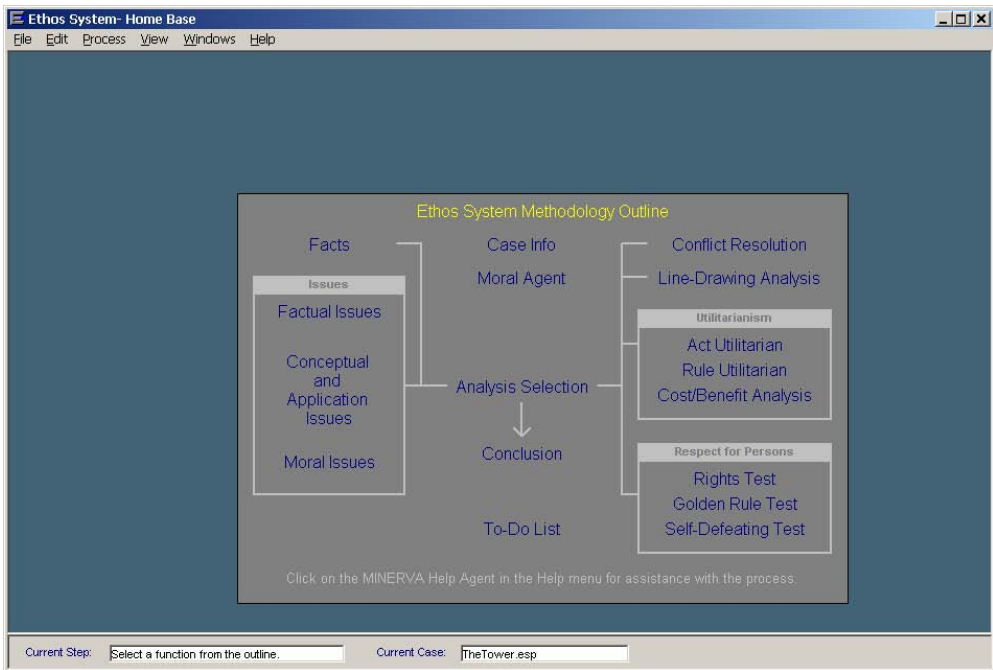 Ethos System- Home Base
File Edit Process View Windows Help
Ethos System Methodology Outline
Facts
Case Info
Conflict Resolution
Moral Agent
Line-Drawing Analysis
Issues
Factual Issues
Conceptual
and
Application
Issues
Moral Issues
Analysis Selection
Conclusion
To-Do List
Utilitarianism
Act Utilitarian
Rule Utilitarian
Cost/Benefit Analysis
Respect for Persons
Rights Test
Golden Rule Test
Self-Defeating Test
Click on the MINERVA Help Agent in the Help menu for assistance with the process.
Current Step: Select a function from the outline. Current Case: TheTower.esp